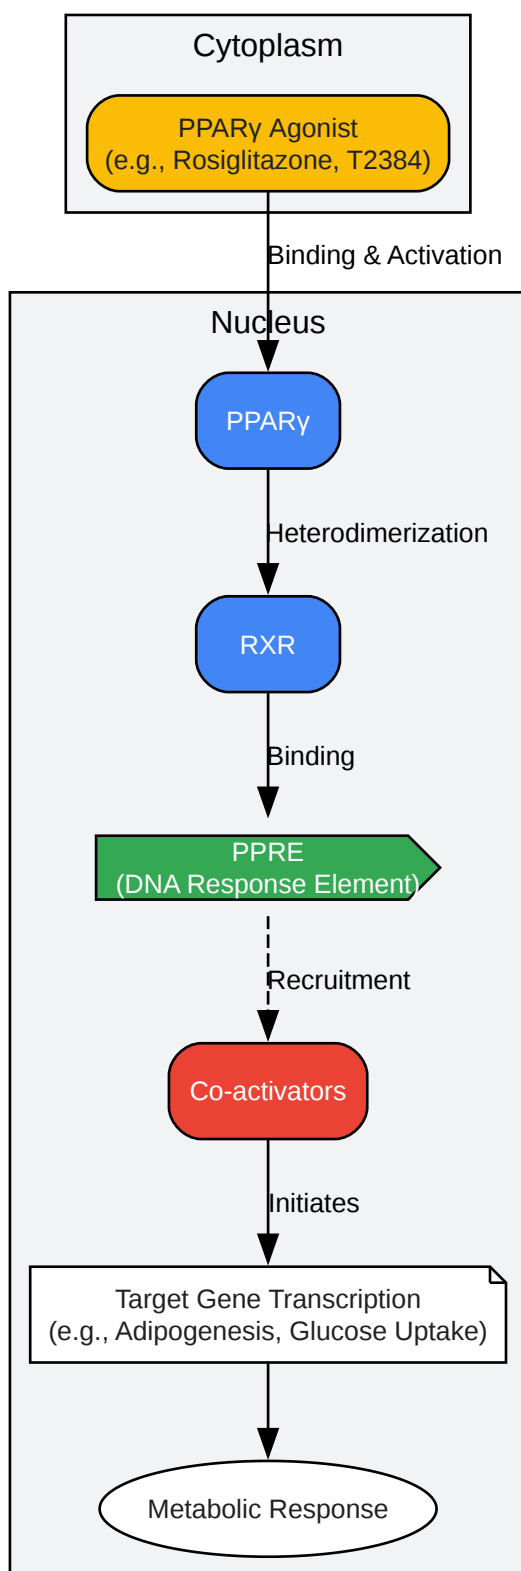 Cytoplasm
PPARγ Agonist
(e.g., Rosiglitazone, T2384)
Binding & Activation
Nucleus
PPARγ
Heterodimerization
RXR
Binding
PPRE
(DNA Response Element)
Recruitment
Co-activators
Initiates
Target Gene Transcription
(e.g., Adipogenesis, Glucose Uptake)
Metabolic Response